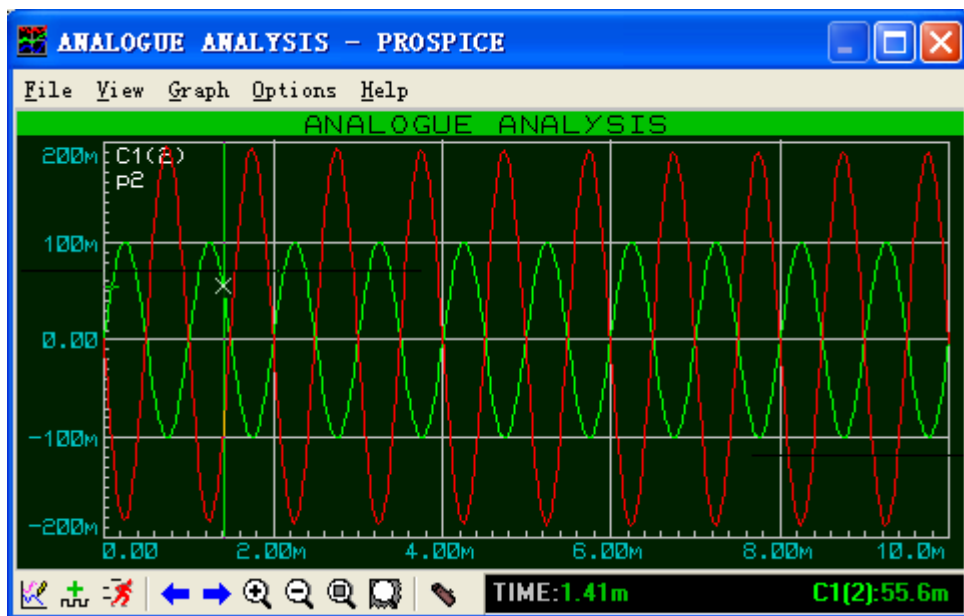 ANALOGUE ANALYSIS - PROSPICE
File View Graph Options Help
ANALOGUE ANALYSIS
200m
C1(2)
p2
100m
0.00
-100m
-200m
0.00 2.00m 4.00m 6.00m 8.00m 10.0m
TIME:1.41m C1(2):55.6m